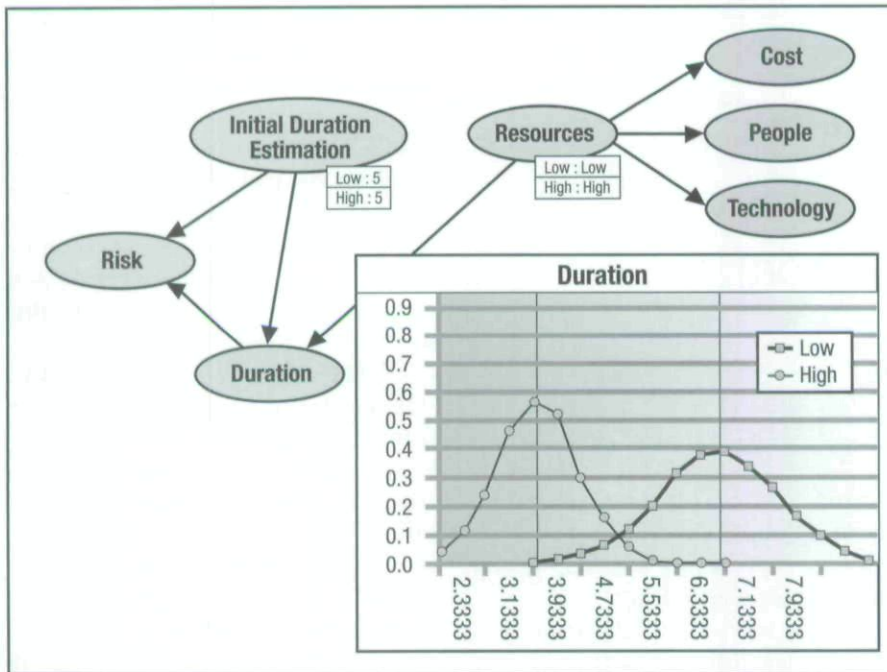 Cost
Initial Duration
Estimation
Resources
People
Low : 5
High : 5
Low : Low
High : High
Technology
Risk
Duration
Duration
0.9
0.8
0.7
0.6
0.5
0.4
0.3
0.2
0.1
0.0
Low
High
2.3333
3.1333
3.9333
4.7333
5.5333
6.3333
7.1333
7.9333